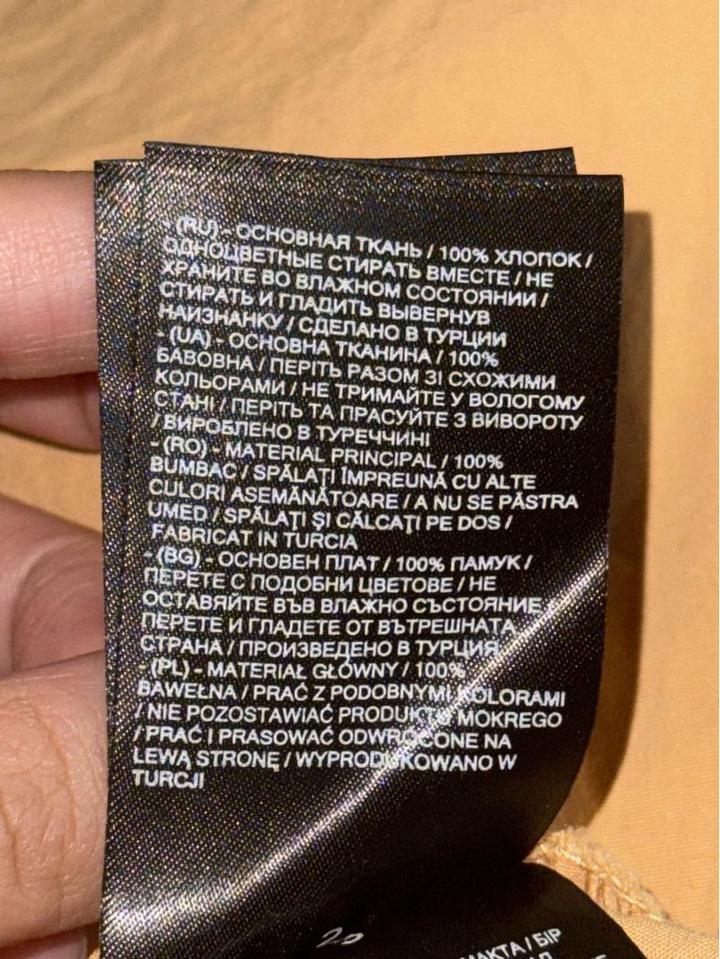 - (RU) - ОСНОВНАЯ ТКАНЬ / 100% ХЛОПОК /
ОДНОЦВЕТНЫЕ СТИРАТЬ ВМЕСТЕ / НЕ
ХРАНИТЕ ВО ВЛАЖНОМ СОСТОЯНИИ /
СТИРАТЬ И ГЛАДИТЬ ВЫВЕРНУВ
НАИЗНАНКУ / СДЕЛАНО В ТУРЦИИ
- (UA) - ОСНОВНА ТКАНИНА / 100%
БАВОВНА / ПЕРІТЬ РАЗОМ ЗІ СХОЖИМИ
КОЛЬОРАМИ / НЕ ТРИМАЙТЕ У ВОЛОГОМУ
СТАНІ / ПЕРІТЬ ТА ПРАСУЙТЕ З ВИВОРОТУ
/ ВИРОБЛЕНО В ТУРЕЧЧИНІ
- (RO) - MATERIAL PRINCIPAL / 100%
BUMBAC / SPĂLAȚI ÎMPREUNĂ CU ALTE
CULORI ASEMĂNĂTOARE / A NU SE PĂSTRA
UMED / SPĂLAȚI ȘI CĂLCAȚI PE DOS /
FABRICAT IN TURCIA
- (BG) - ОСНОВЕН ПЛАТ / 100% ПАМУК /
ПЕРЕТЕ С ПОДОБНИ ЦВЕТОВЕ / НЕ
ОСТАВЯЙТЕ ВЪВ ВЛАЖНО СЪСТОЯНИЕ /
ПЕРЕТЕ И ГЛАДЕТЕ ОТ ВЪТРЕШНАТА
СТРАНА / ПРОИЗВЕДЕНО В ТУРЦИЯ
- (PL) - MATERIAŁ GŁÓWNY / 100%
BAWEŁNA / PRAĆ Z PODOBNYMI KOLORAMI
/ NIE POZOSTAWIAĆ PRODUKTU MOKREGO
/ PRAĆ I PRASOWAĆ ODWRÓCONE NA
LEWĄ STRONĘ / WYPRODUKOWANO W
TURCJI
20
/ БІР